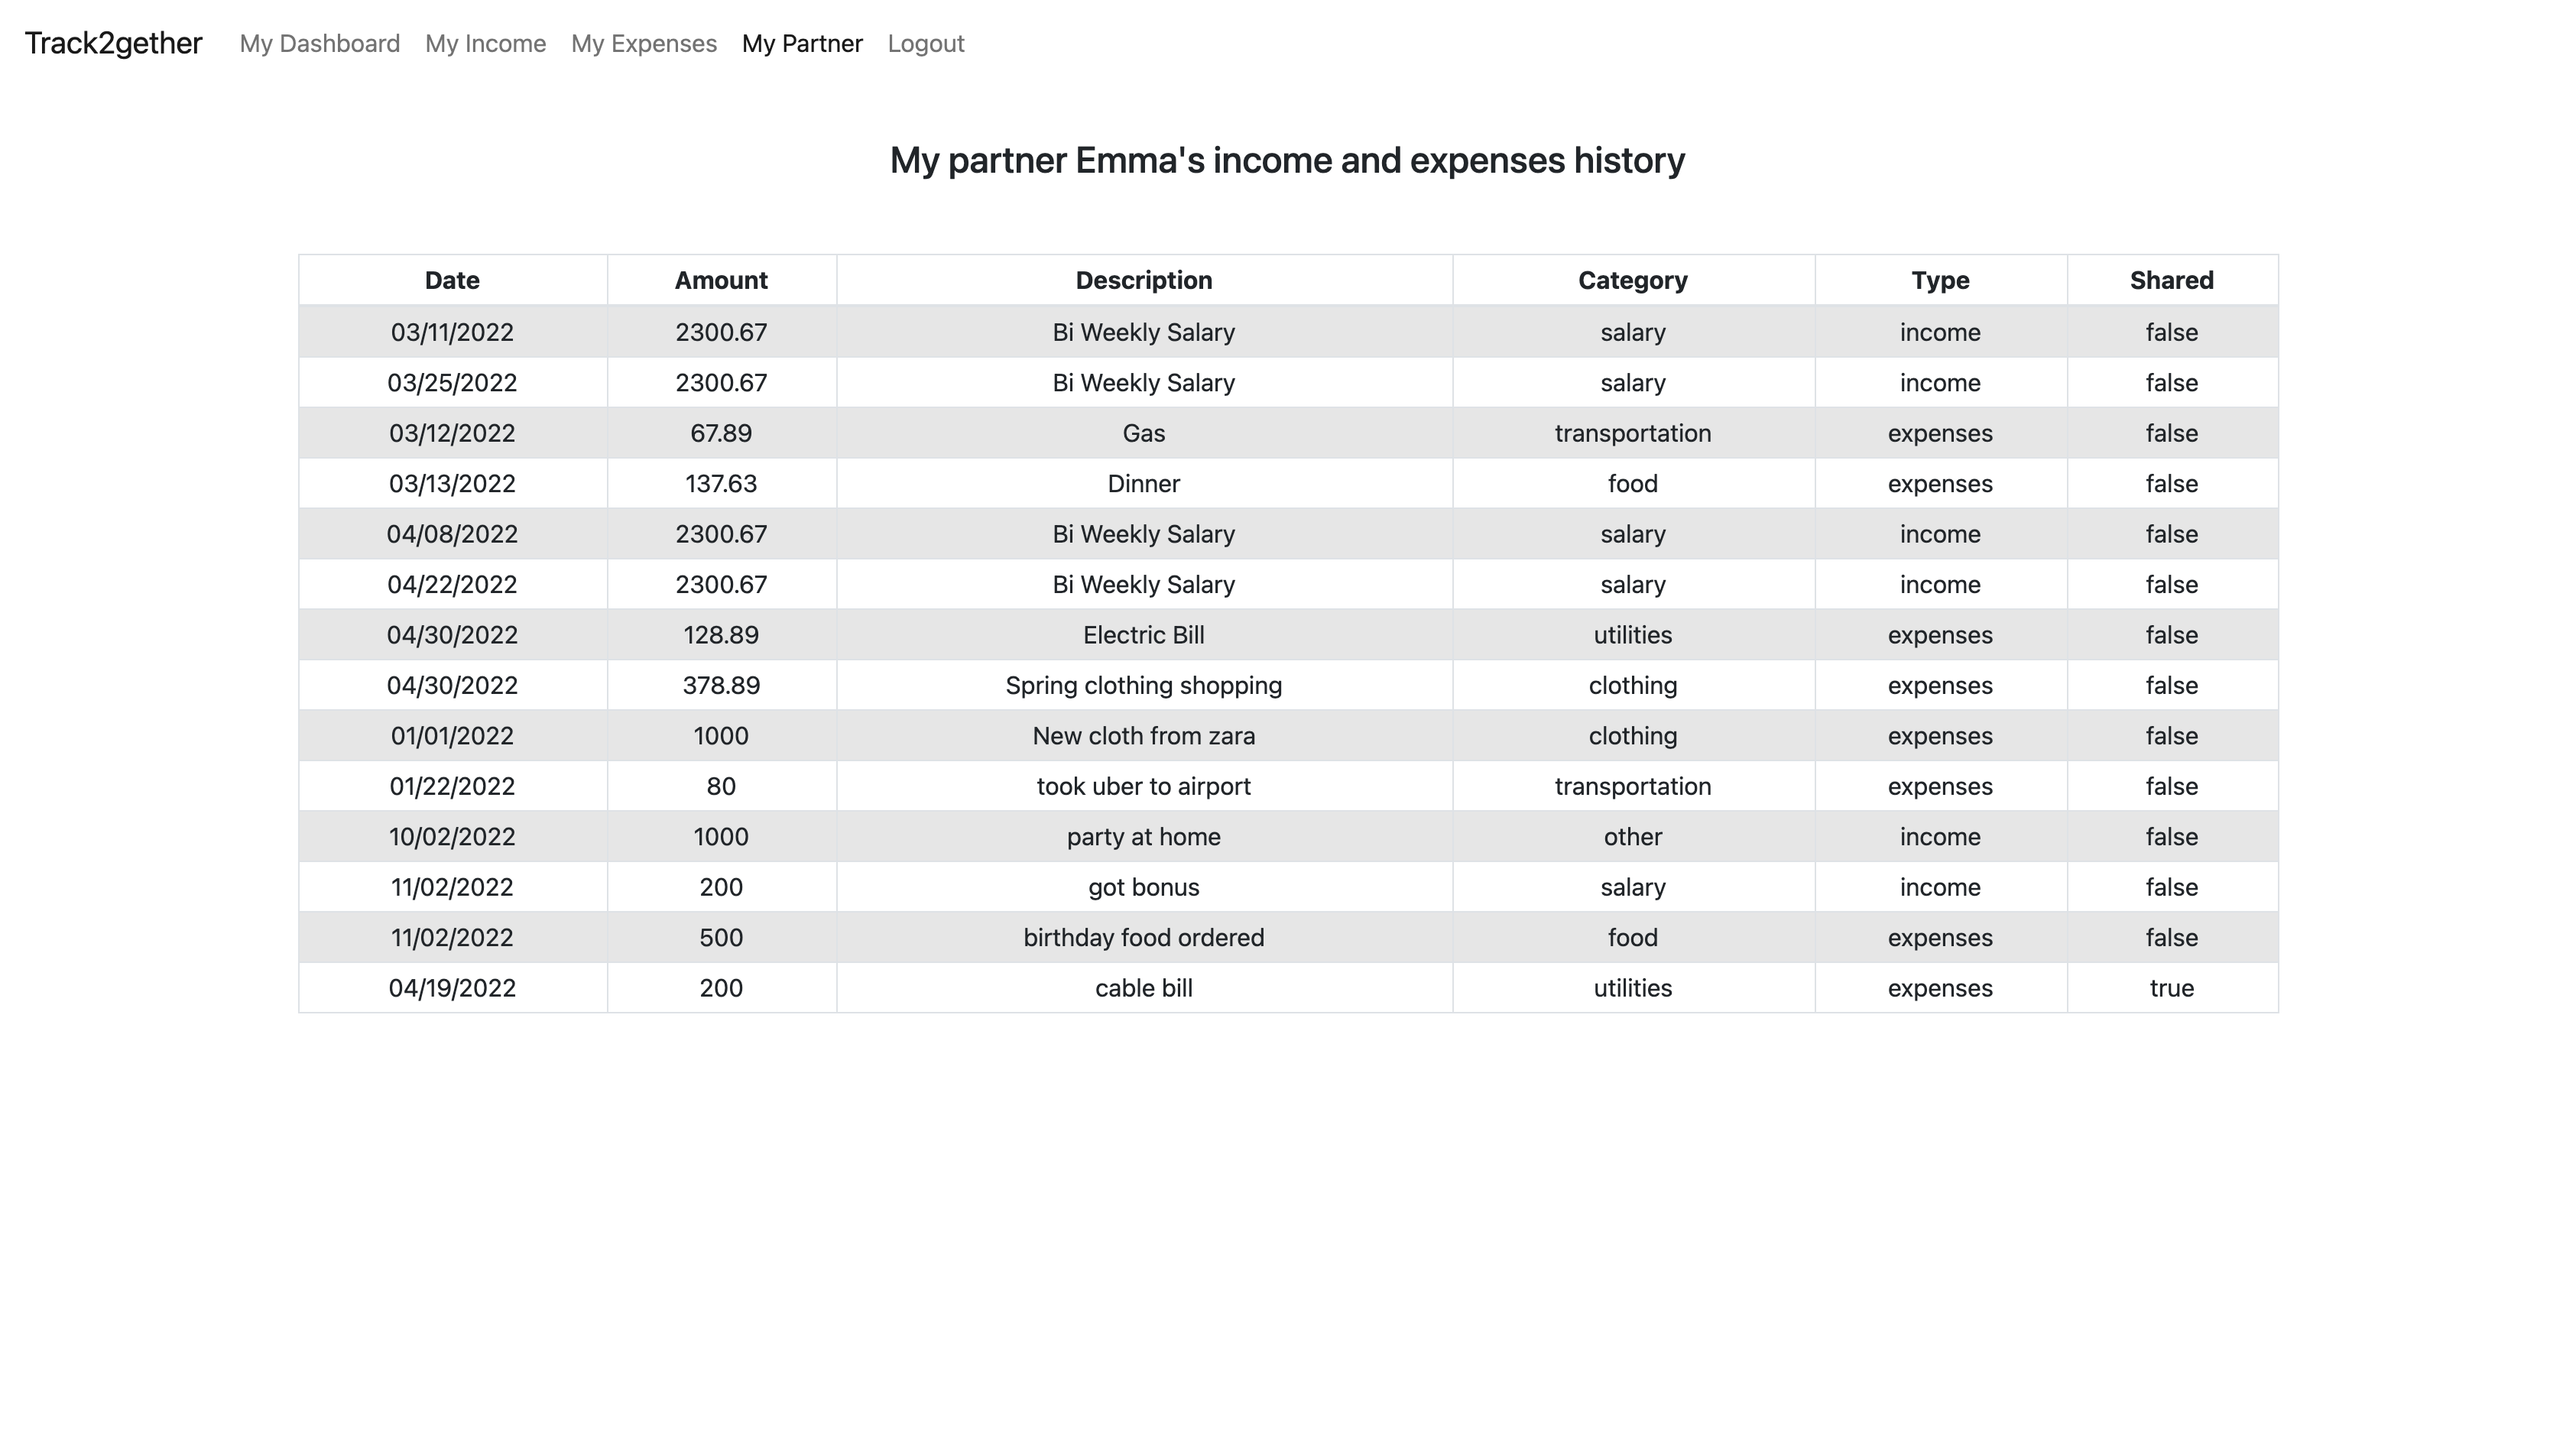 Track2gether My Dashboard My Income My Expenses My Partner Logout
My partner Emma's income and expenses history
Date Amount Description Category Type Shared
03/11/2022 2300.67 Bi Weekly Salary salary income false
03/25/2022 2300.67 Bi Weekly Salary salary income false
03/12/2022 67.89 Gas transportation expenses false
03/13/2022 137.63 Dinner food expenses false
04/08/2022 2300.67 Bi Weekly Salary salary income false
04/22/2022 2300.67 Bi Weekly Salary salary income false
04/30/2022 128.89 Electric Bill utilities expenses false
04/30/2022 378.89 Spring clothing shopping clothing expenses false
01/01/2022 1000 New cloth from zara clothing expenses false
01/22/2022 80 took uber to airport transportation expenses false
10/02/2022 1000 party at home other income false
11/02/2022 200 got bonus salary income false
11/02/2022 500 birthday food ordered food expenses false
04/19/2022 200 cable bill utilities expenses true